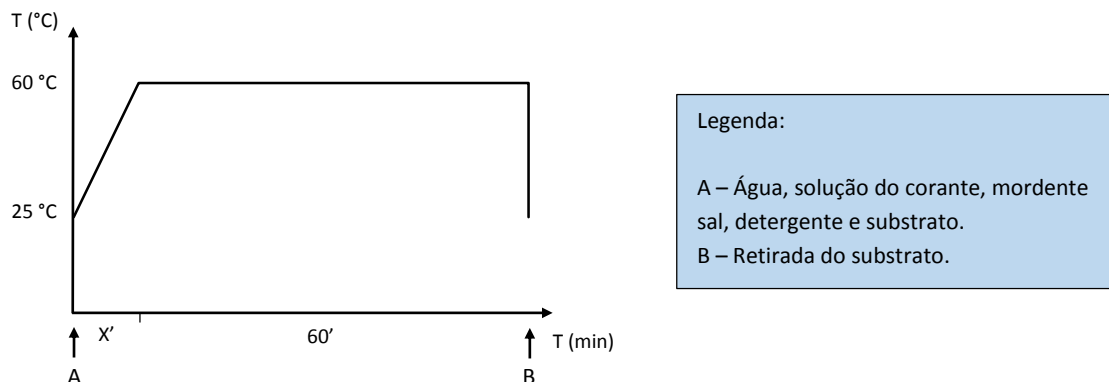 T (°C)
60 °C
25 °C
X’
60’
T (min)
A
B
Legenda:
A – Água, solução do corante, mordente
sal, detergente e substrato.
B – Retirada do substrato.